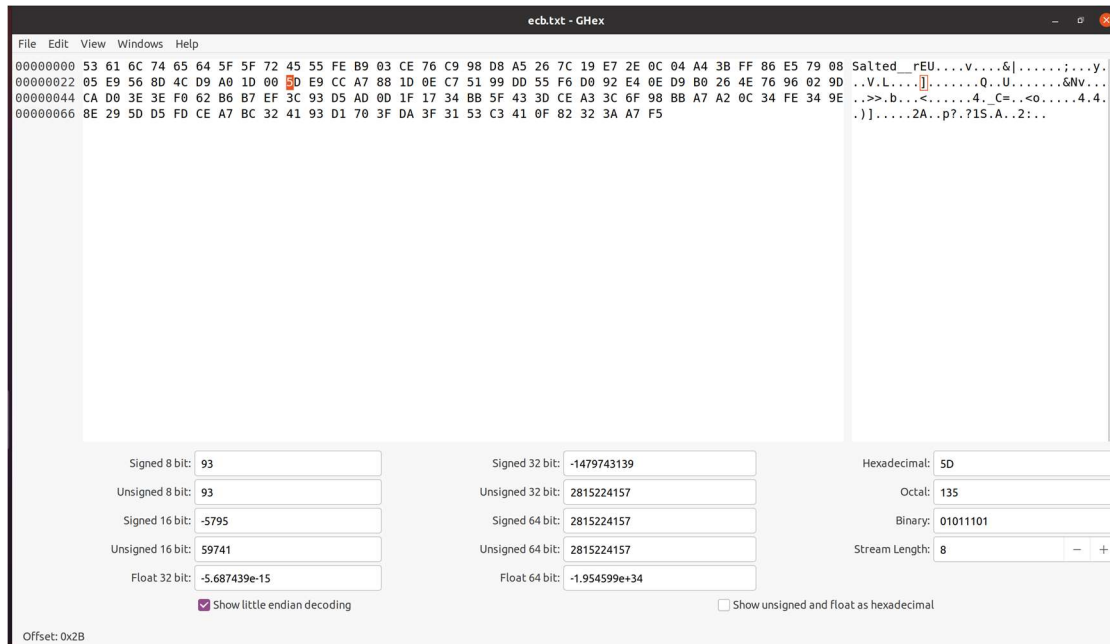 ecb.txt - GHex
File Edit View Windows Help
00000000 53 61 6C 74 65 64 5F 5F 72 45 55 FE B9 03 CE 76 C9 98 D8 A5 26 7C 19 E7 2E 0C 04 A4 3B FF 86 E5 79 08 Salted__rEU....v....&|......;...y.
00000022 05 E9 56 8D 4C D9 A0 1D 00 5D E9 CC A7 88 1D 0E C7 51 99 DD 55 F6 D0 92 E4 0E D9 B0 26 4E 76 96 02 9D ..V.L....].......Q..U.......&Nv...
00000044 CA D0 3E 3E F0 62 B6 B7 EF 3C 93 D5 AD 0D 1F 17 34 BB 5F 43 3D CE A3 3C 6F 98 BB A7 A2 0C 34 FE 34 9E ..>>.b...<......4._C=..<o.....4.4.
00000066 8E 29 5D D5 FD CE A7 BC 32 41 93 D1 70 3F DA 3F 31 53 C3 41 0F 82 32 3A A7 F5 .)].....2A..p?.?1S.A..2:..
Signed 8 bit: 93 Signed 32 bit: -1479743139 Hexadecimal: 5D
Unsigned 8 bit: 93 Unsigned 32 bit: 2815224157 Octal: 135
Signed 16 bit: -5795 Signed 64 bit: 2815224157 Binary: 01011101
Unsigned 16 bit: 59741 Unsigned 64 bit: 2815224157 Stream Length: 8 − +
Float 32 bit: -5.687439e-15 Float 64 bit: -1.954599e+34
Show little endian decoding Show unsigned and float as hexadecimal
Offset: 0x2B